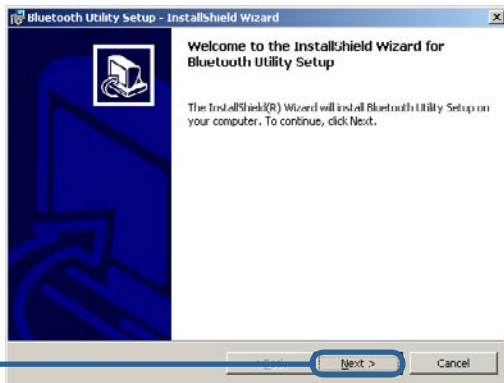 Bluetooth Utility Setup - InstallShield Wizard
Welcome to the InstallShield Wizard for
Bluetooth Utility Setup
The InstallShield(R) Wizard will install Bluetooth Utility Setup on
your computer. To continue, click Next.
< Back
Next >
Cancel